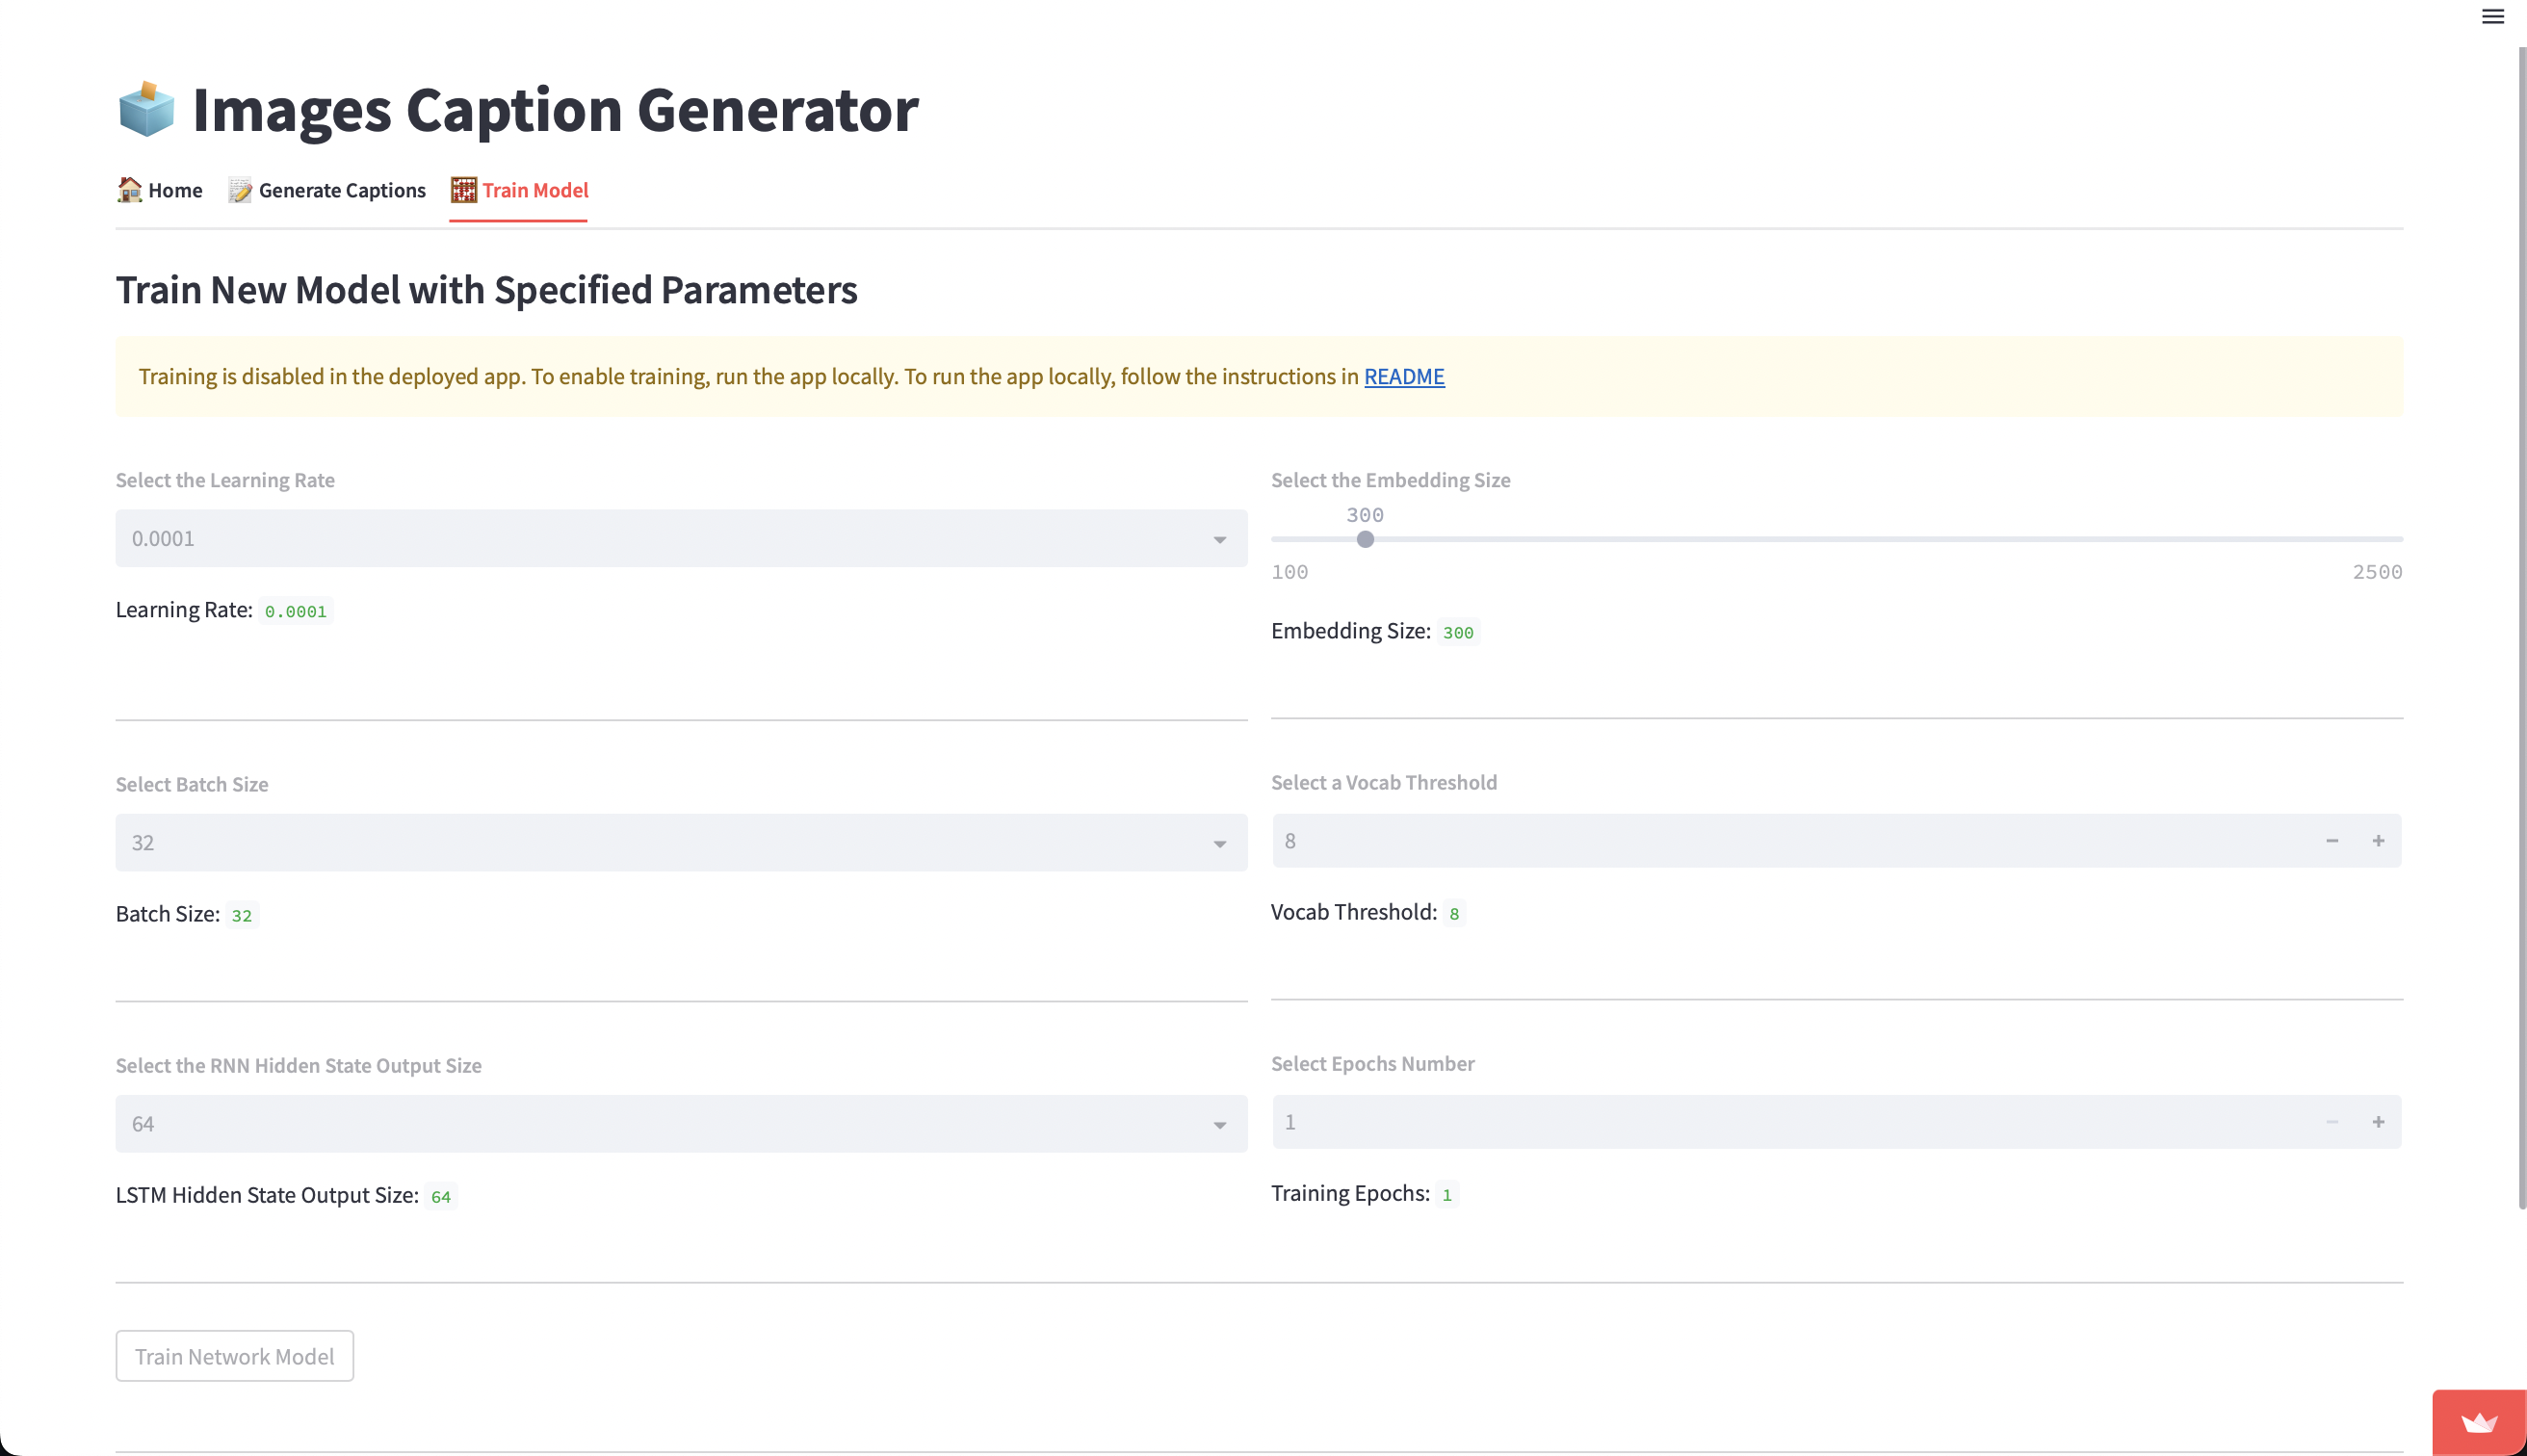 Images Caption Generator
Home Generate Captions Train Model
Train New Model with Specified Parameters
Training is disabled in the deployed app. To enable training, run the app locally. To run the app locally, follow the instructions in README
Select the Learning Rate
0.0001
Learning Rate: 0.0001
Select the Embedding Size
300
100 2500
Embedding Size: 300
Select Batch Size
32
Batch Size: 32
Select a Vocab Threshold
8
Vocab Threshold: 8
Select the RNN Hidden State Output Size
64
LSTM Hidden State Output Size: 64
Select Epochs Number
1
Training Epochs: 1
Train Network Model